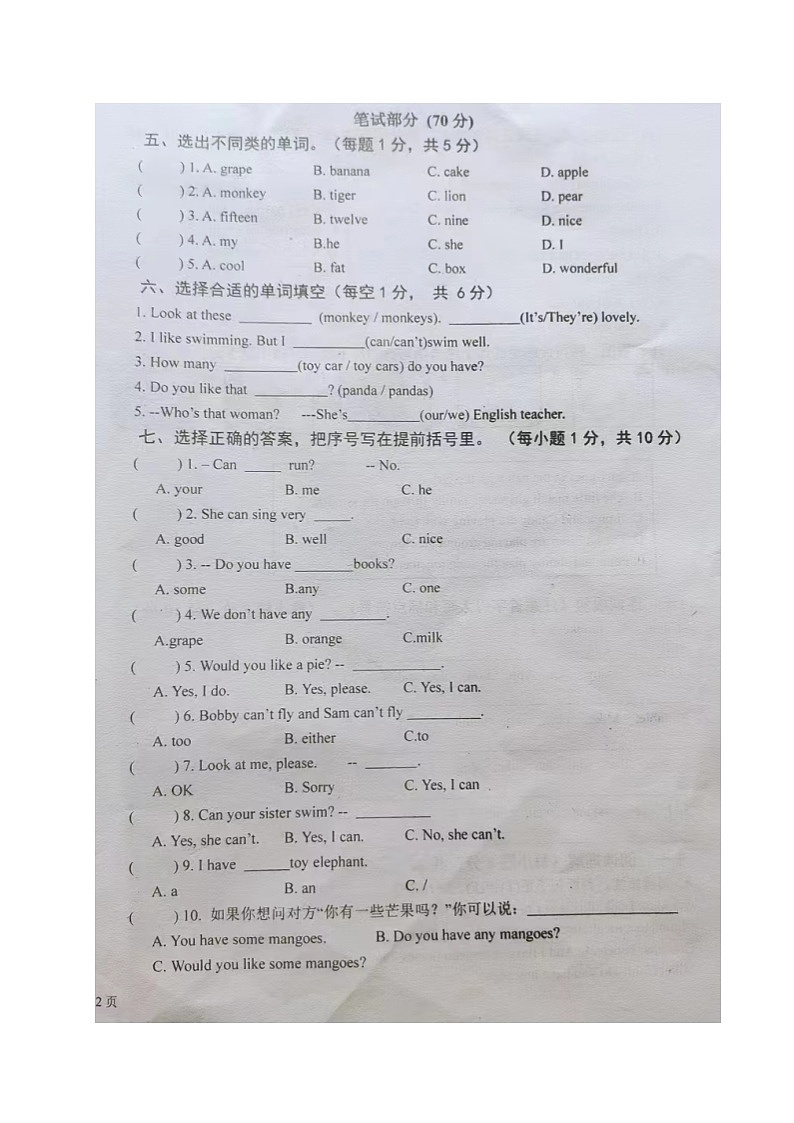 笔试部分 (70 分)
五、选出不同类的单词。（每题1分，共5分）
( ) 1. A. grape B. banana C. cake D. apple
( ) 2. A. monkey B. tiger C. lion D. pear
( ) 3. A. fifteen B. twelve C. nine D. nice
( ) 4. A. my B.he C. she D. I
( ) 5. A. cool B. fat C. box D. wonderful
六、选择合适的单词填空（每空1分， 共 6分）
1. Look at these __________ (monkey / monkeys). __________(It's/They're) lovely.
2. I like swimming. But I __________(can/can't)swim well.
3. How many __________(toy car / toy cars) do you have?
4. Do you like that __________? (panda / pandas)
5. --Who's that woman? ---She's__________(our/we) English teacher.
七、选择正确的答案，把序号写在提前括号里。（每小题1分，共10分）
( ) 1. – Can _____ run? -- No.
A. your B. me C. he
( ) 2. She can sing very _____.
A. good B. well C. nice
( ) 3. -- Do you have ________books?
A. some B.any C. one
( ) 4. We don't have any _________.
A.grape B. orange C.milk
( ) 5. Would you like a pie? -- ____________.
A. Yes, I do. B. Yes, please. C. Yes, I can.
( ) 6. Bobby can't fly and Sam can't fly __________.
A. too B. either C.to
( ) 7. Look at me, please. -- _______.
A. OK B. Sorry C. Yes, I can
( ) 8. Can your sister swim? -- __________
A. Yes, she can't. B. Yes, I can. C. No, she can't.
( ) 9. I have ______toy elephant.
A. a B. an C. /
( ) 10. 如果你想问对方“你有一些芒果吗？”你可以说：____________________
A. You have some mangoes. B. Do you have any mangoes?
C. Would you like some mangoes?
2 页